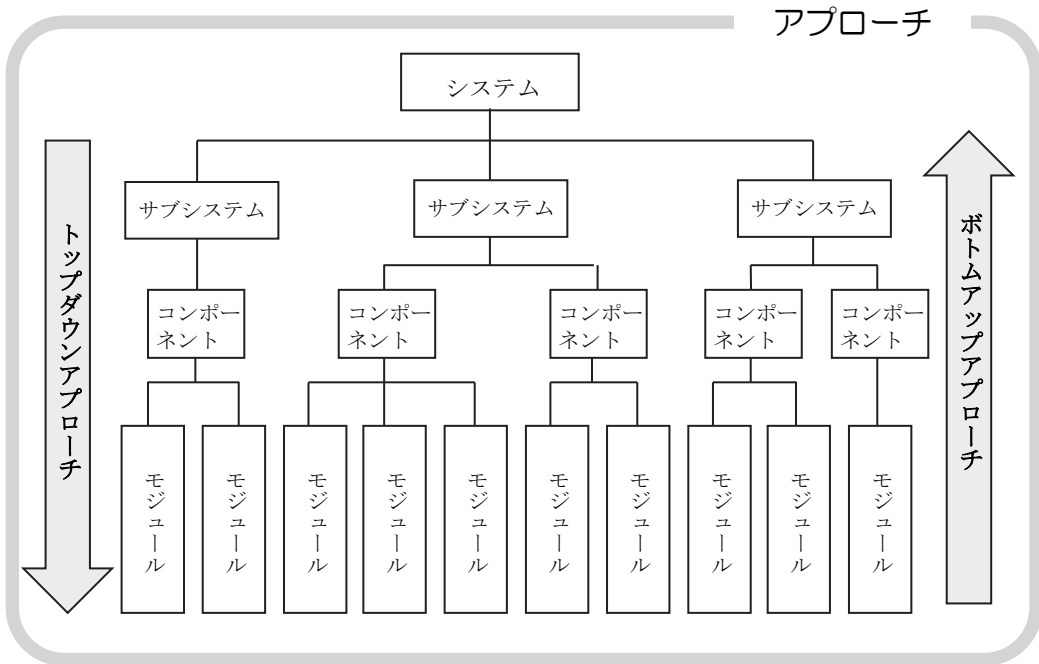 アプローチ
システム
サブシステム
サブシステム
サブシステム
トップダウンアプローチ
ボトムアップアプローチ
コンポー
ネント
コンポー
ネント
コンポー
ネント
コンポー
ネント
コンポー
ネント
モジュール
モジュール
モジュール
モジュール
モジュール
モジュール
モジュール
モジュール
モジュール
モジュール